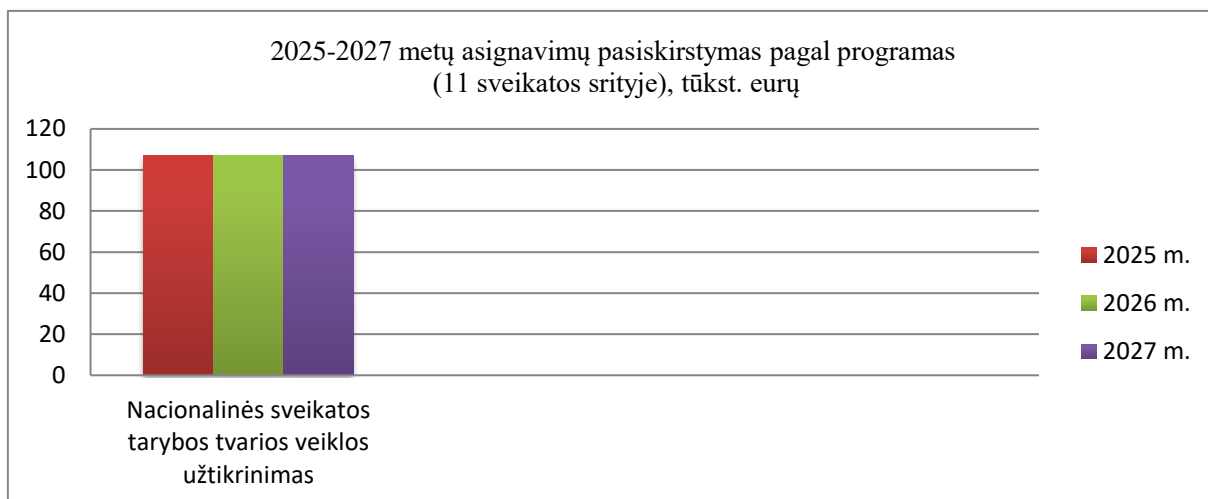 2025-2027 metų asignavimų pasiskirstymas pagal programas
(11 sveikatos srityje), tūkst. eurų
120
100
80
60
40
20
0
2025 m.
2026 m.
2027 m.
Nacionalinės sveikatos
tarybos tvarios veiklos
užtikrinimas